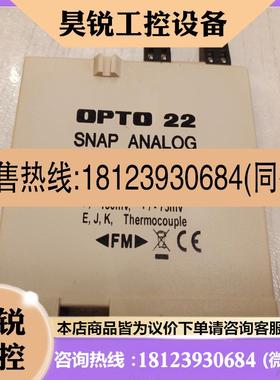 昊锐工控设备
OPTO 22
SNAP ANALOG
售热线:18123930684(同
E, J, K, Thermocouple
FM CE
锐
控
本店商品皆为议价下单请咨询客服
咨询热线:18123930684 (微